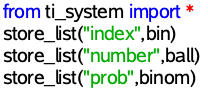 from ti_system import *
store_list("index",bin)
store_list("number",ball)
store_list("prob",binom)